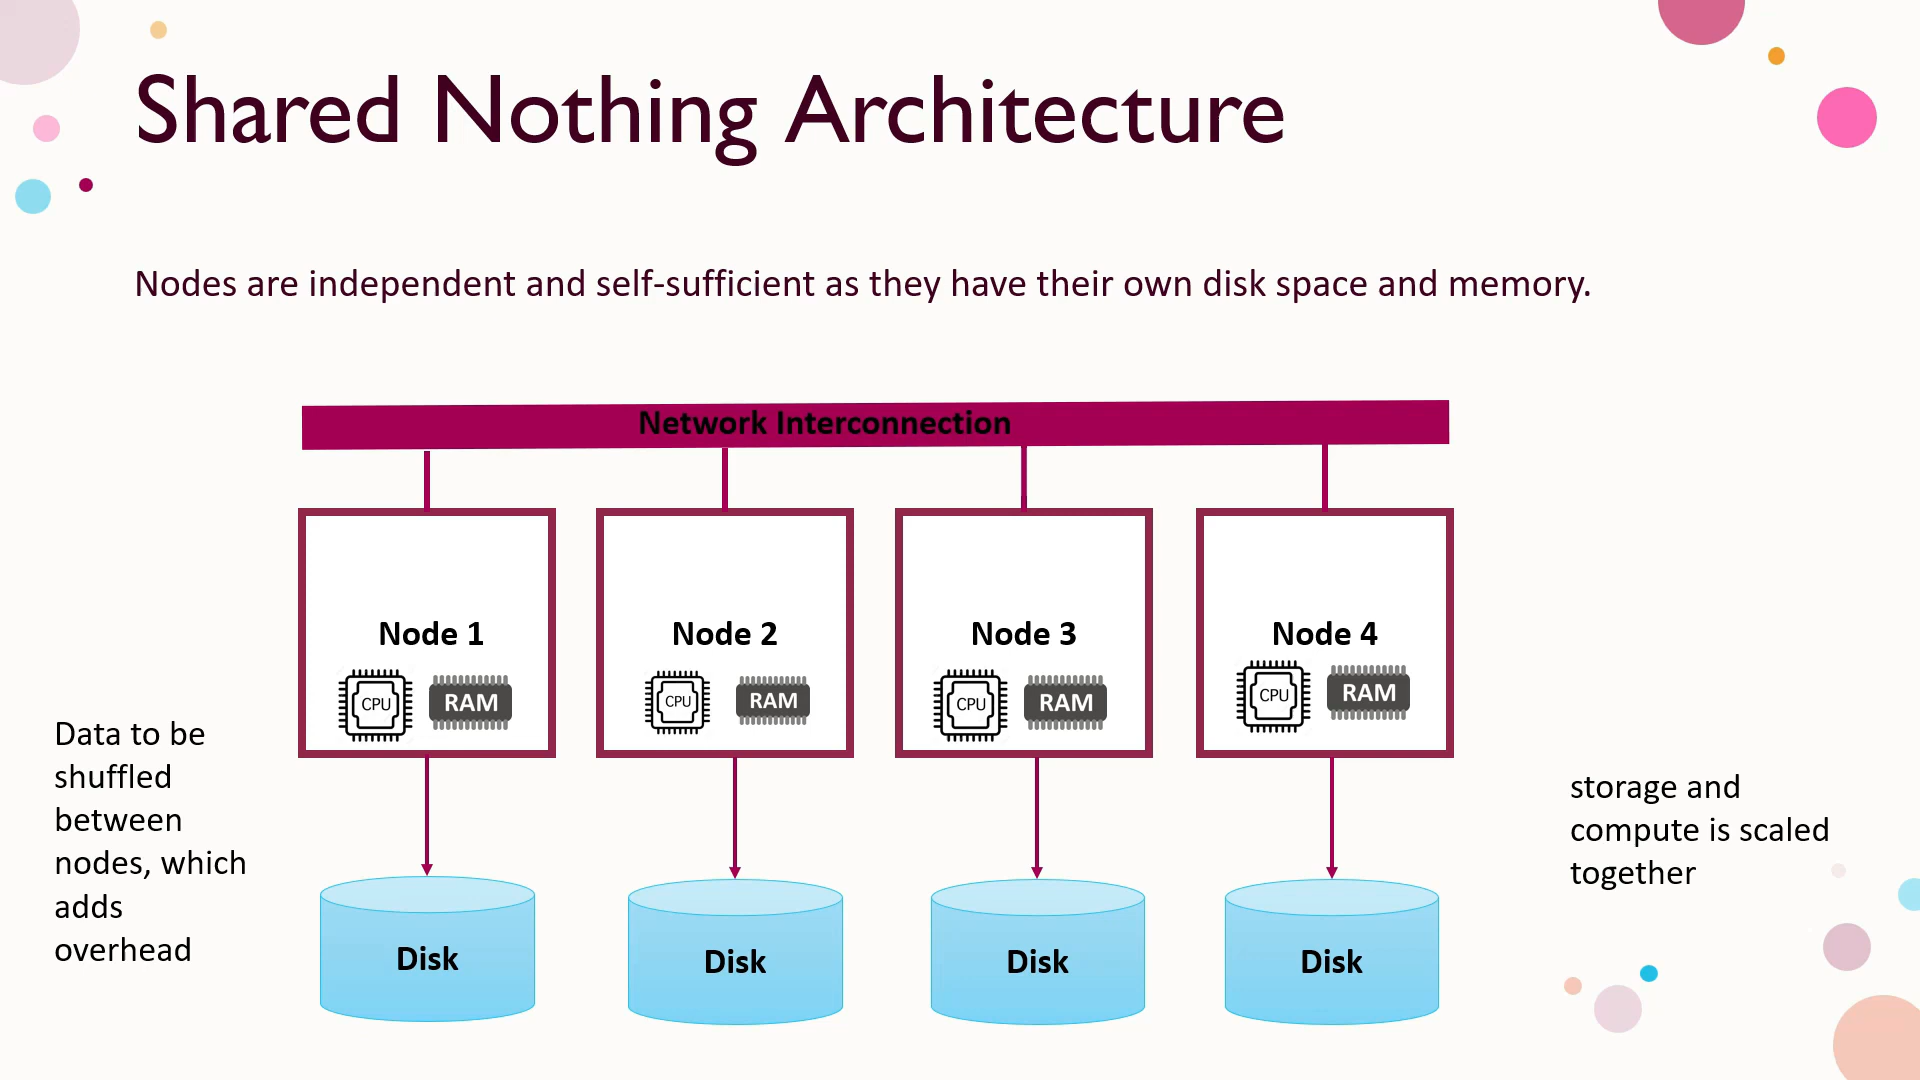 Shared Nothing Architecture
Nodes are independent and self-sufficient as they have their own disk space and memory.
Network Interconnection
Node 1
CPU
RAM
Node 2
CPU
RAM
Node 3
CPU
RAM
Node 4
CPU
RAM
Data to be
shuffled
between
nodes, which
adds
overhead
storage and
compute is scaled
together
Disk
Disk
Disk
Disk